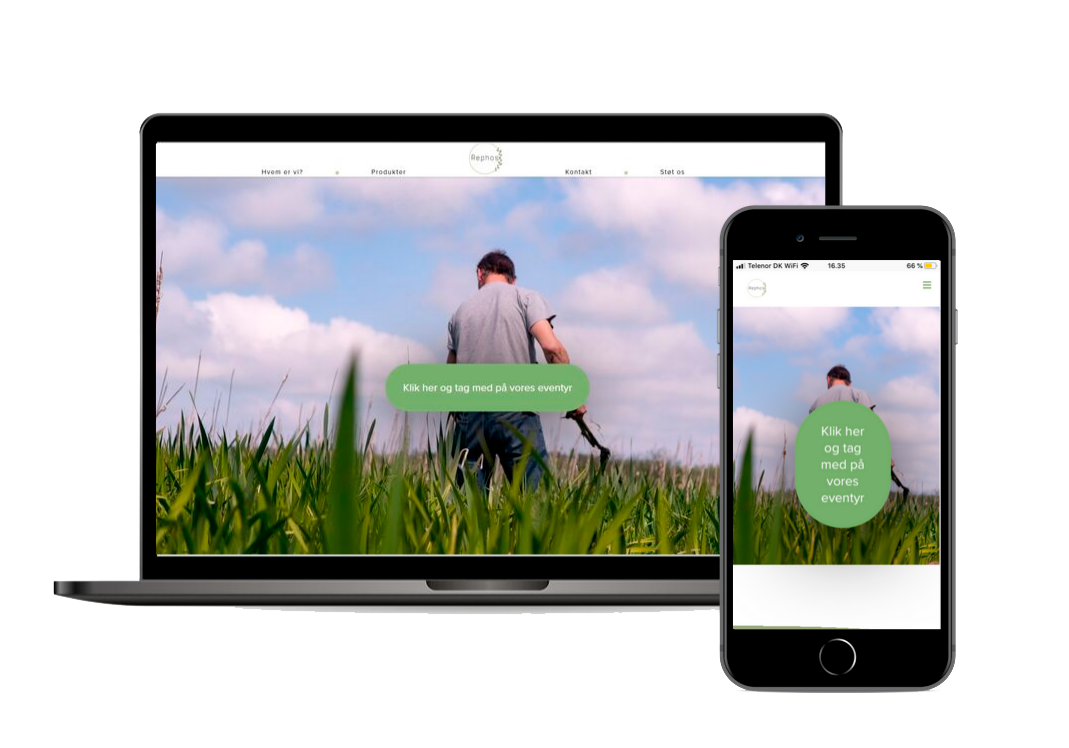 Rephos
Hvem er vi?
Produkter
Kontakt
Støt os
Klik her og tag med på vores eventyr
Telenor DK WiFi
16.35
66 %
Rephos
Klik her
og tag
med på
vores
eventyr